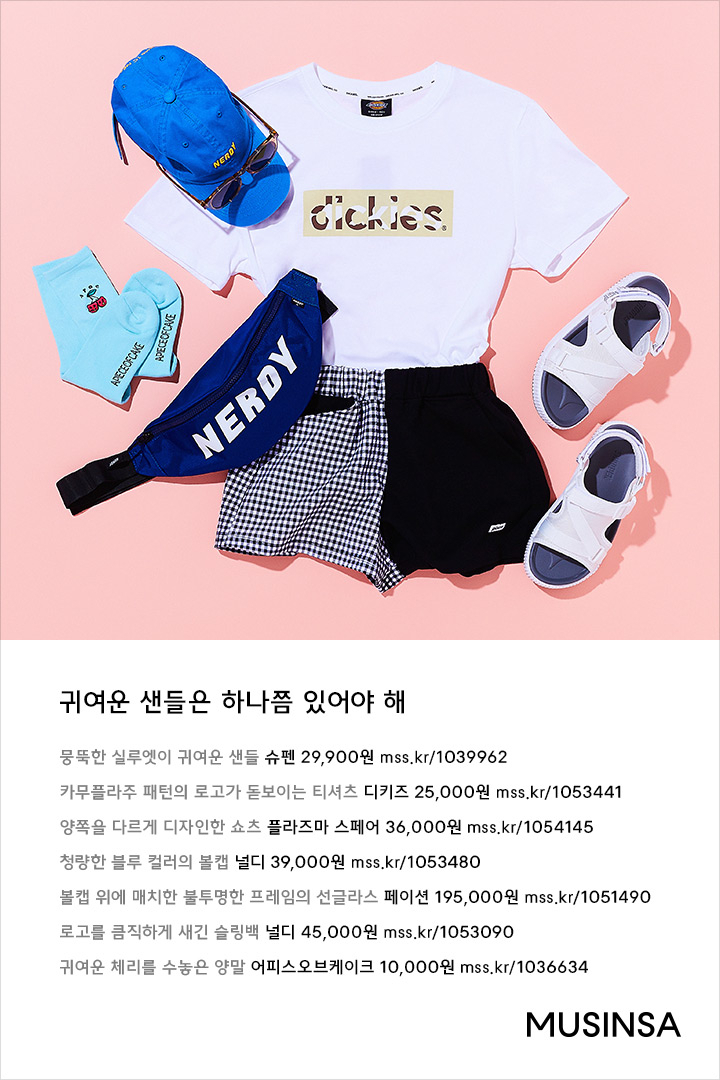 NERDY
dickies
®
APOC
APIECEOFCAKE
APIECEOFCAKE
NERDY
귀여운 샌들은 하나쯤 있어야 해
뭉뚝한 실루엣이 귀여운 샌들 슈펜 29,900원 mss.kr/1039962
카무플라주 패턴의 로고가 돋보이는 티셔츠 디키즈 25,000원 mss.kr/1053441
양쪽을 다르게 디자인한 쇼츠 플라즈마 스페어 36,000원 mss.kr/1054145
청량한 블루 컬러의 볼캡 널디 39,000원 mss.kr/1053480
볼캡 위에 매치한 불투명한 프레임의 선글라스 페이션 195,000원 mss.kr/1051490
로고를 큼직하게 새긴 슬링백 널디 45,000원 mss.kr/1053090
귀여운 체리를 수놓은 양말 어피스오브케이크 10,000원 mss.kr/1036634
MUSINSA